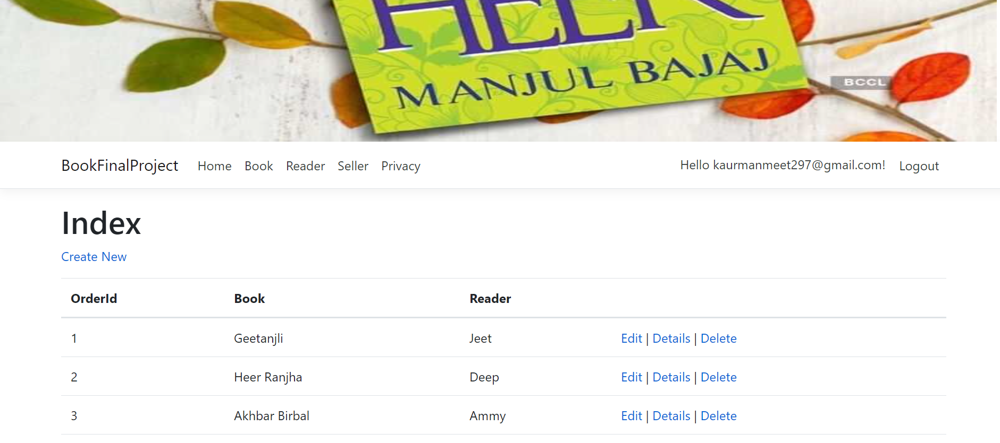 MANJUL BAJAJ
BCCL
BookFinalProject Home Book Reader Seller Privacy Hello kaurmanmeet297@gmail.com! Logout
Index
Create New
OrderId Book Reader
1 Geetanjli Jeet Edit | Details | Delete
2 Heer Ranjha Deep Edit | Details | Delete
3 Akhbar Birbal Ammy Edit | Details | Delete